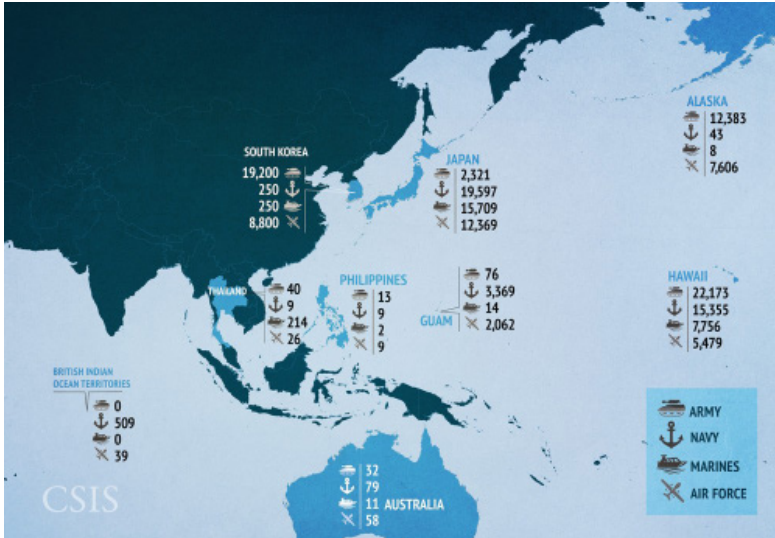 ALASKA
12,383
43
8
7,606
SOUTH KOREA
19,200
250
250
8,800
JAPAN
2,321
19,597
15,709
12,369
THAILAND
40
9
214
26
PHILIPPINES
13
9
2
9
GUAM
76
3,369
14
2,062
HAWAII
22,173
15,355
7,756
5,479
BRITISH INDIAN
OCEAN TERRITORIES
0
509
0
39
32
79
11 AUSTRALIA
58
ARMY
NAVY
MARINES
AIR FORCE
CSIS